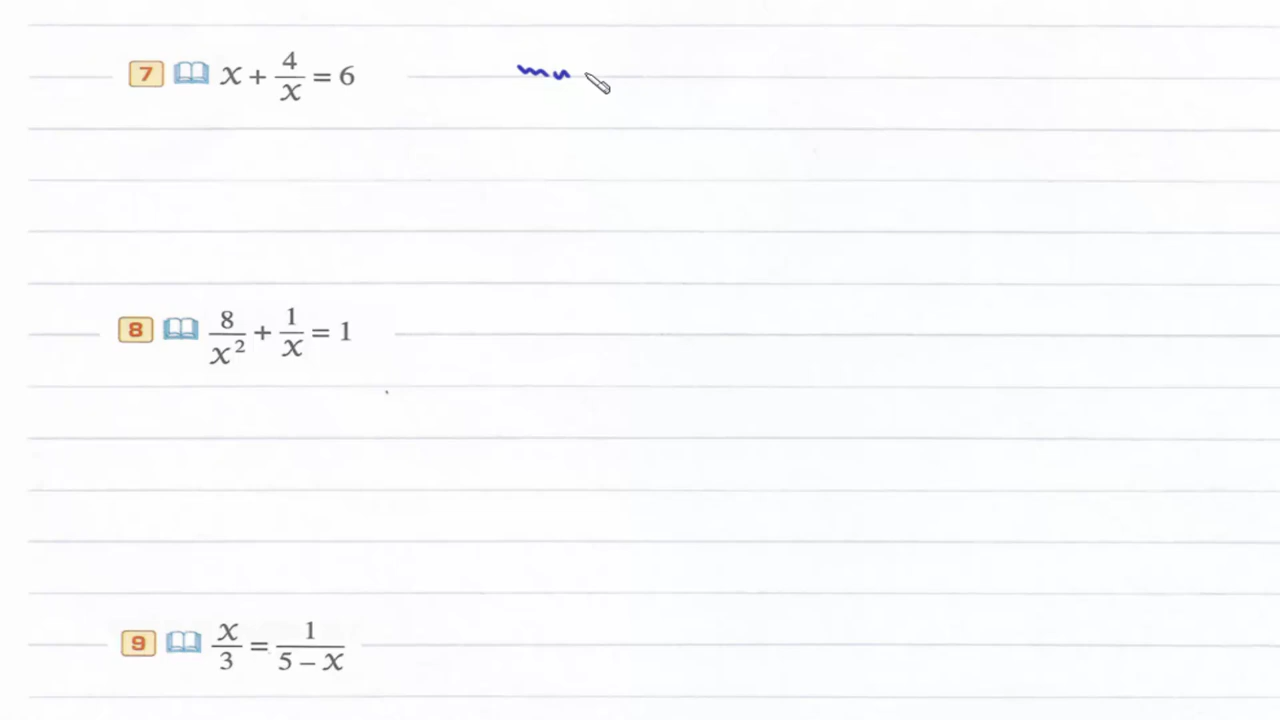 7 x + 4/x = 6
8 8/x² + 1/x = 1
9 x/3 = 1/(5 – x)